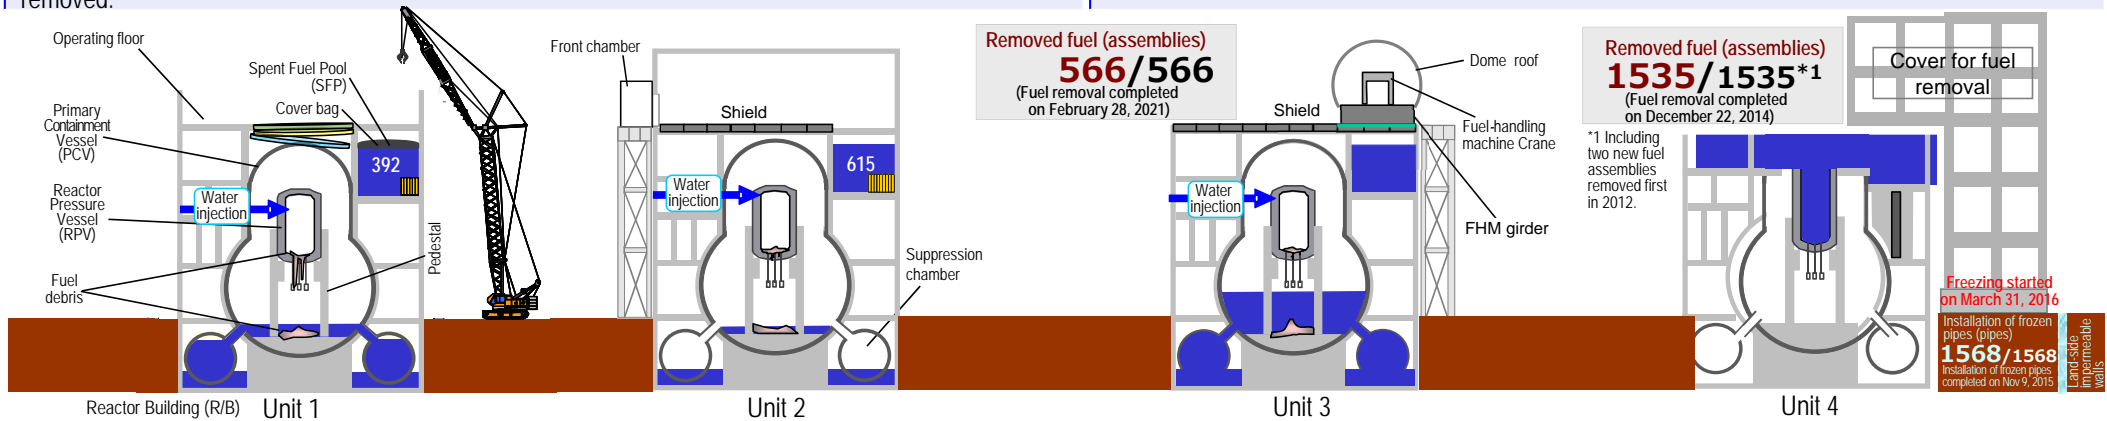 removed.
Operating floor
Spent Fuel Pool
(SFP)
Cover bag
Primary
Containment
Vessel
(PCV)
392
Reactor
Pressure
Vessel
(RPV)
Water
injection
Pedestal
Fuel
debris
Reactor Building (R/B)
Unit 1
Front chamber
Shield
615
Water
injection
Suppression
chamber
Unit 2
Removed fuel (assemblies)
566/566
(Fuel removal completed
on February 28, 2021)
Dome roof
Shield
Fuel-handling
machine Crane
Water
injection
FHM girder
Unit 3
Removed fuel (assemblies)
1535/1535*1
(Fuel removal completed
on December 22, 2014)
*1 Including
two new fuel
assemblies
removed first
in 2012.
Cover for fuel
removal
Freezing started
on March 31, 2016
Installation of frozen
pipes (pipes)
1568/1568
Installation of frozen pipes
completed on Nov 9, 2015
Land-side
impermeable
walls
Unit 4